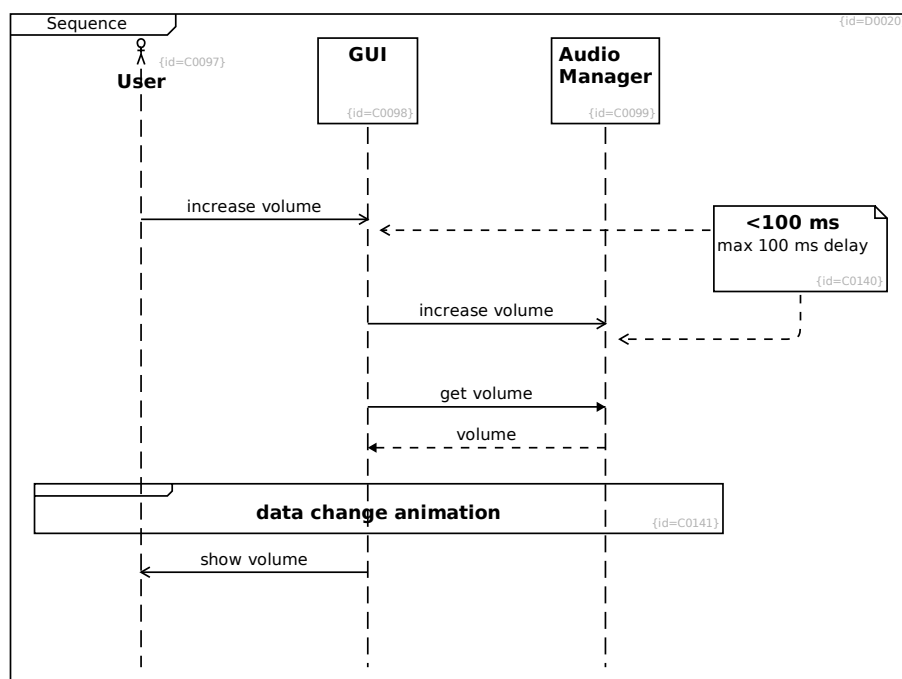 Sequence
{id=D0020
{id=C0097}
User
GUI
{id=C0098}
Audio
Manager
{id=C0099}
increase volume
<100 ms
max 100 ms delay
{id=C0140}
increase volume
get volume
volume
data change animation
{id=C0141}
show volume